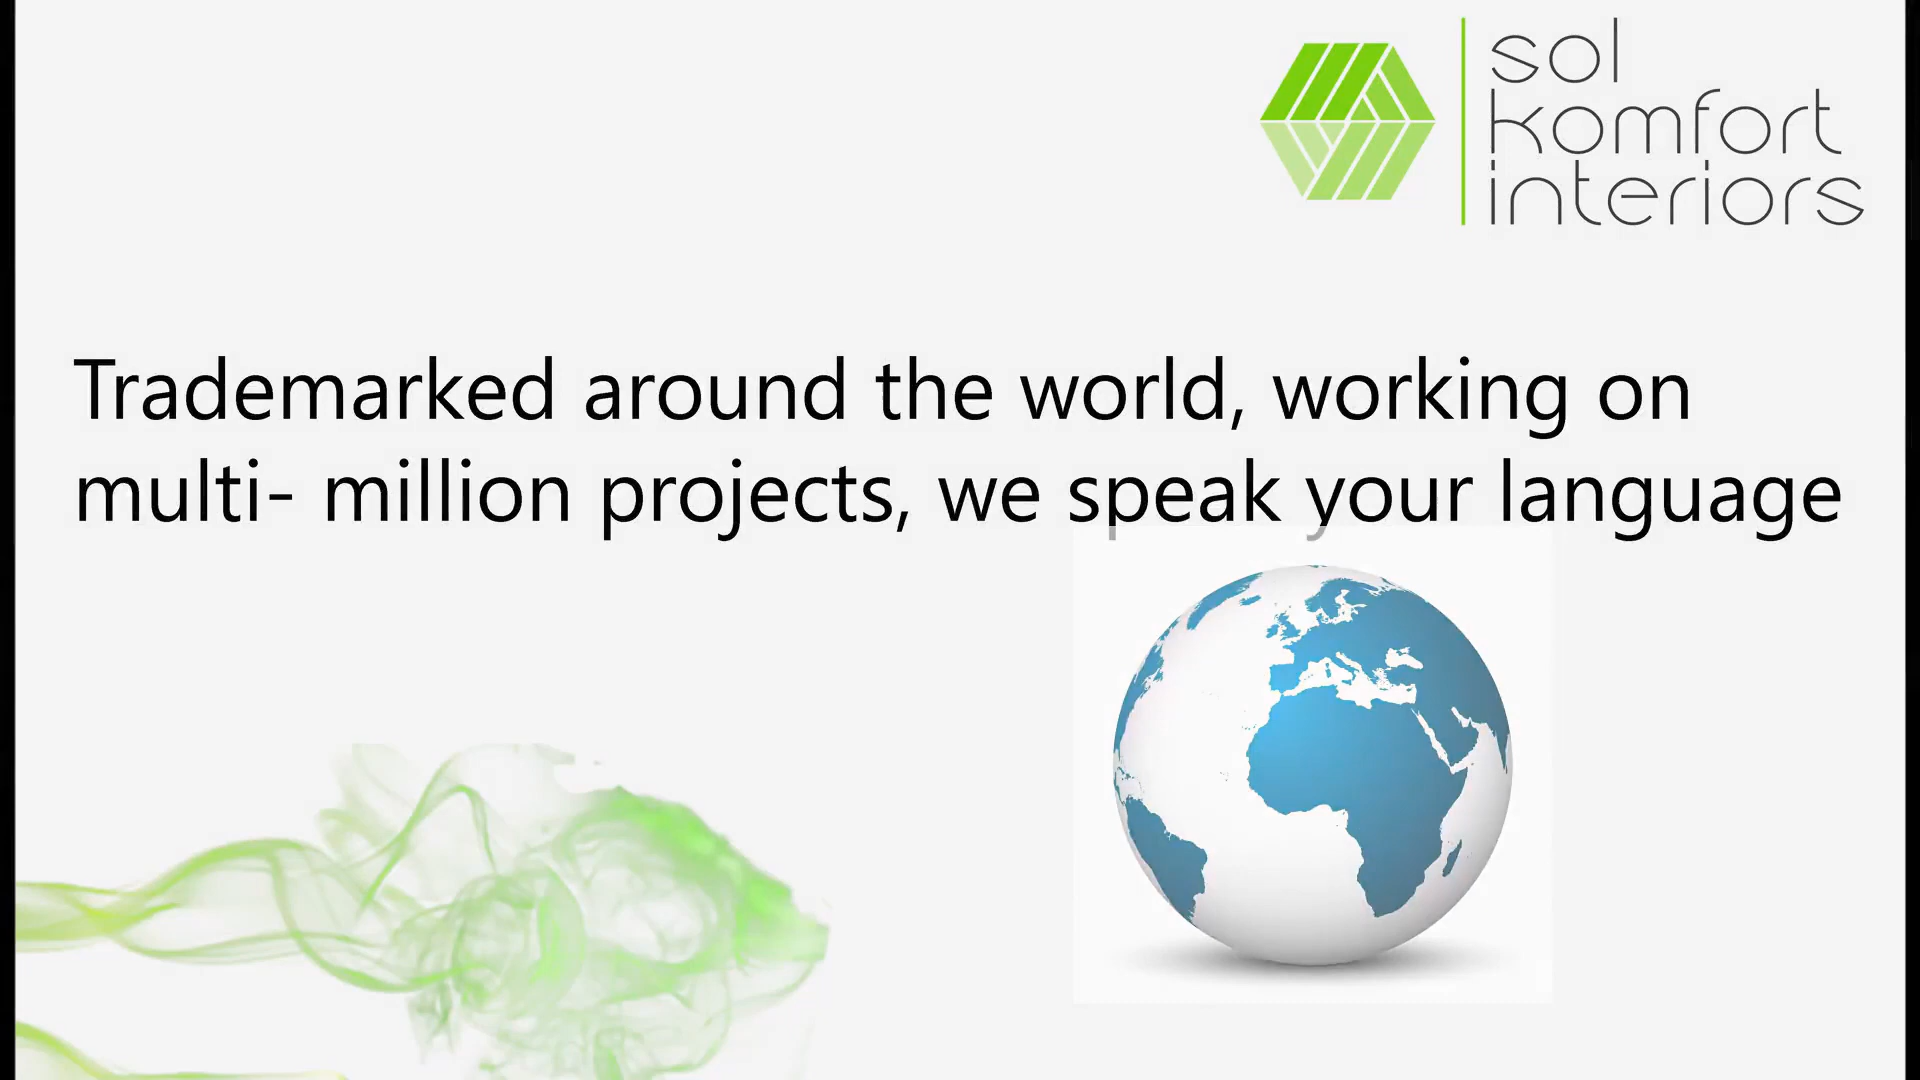 sol
komfort
interiors
Trademarked around the world, working on
multi- million projects, we speak your language